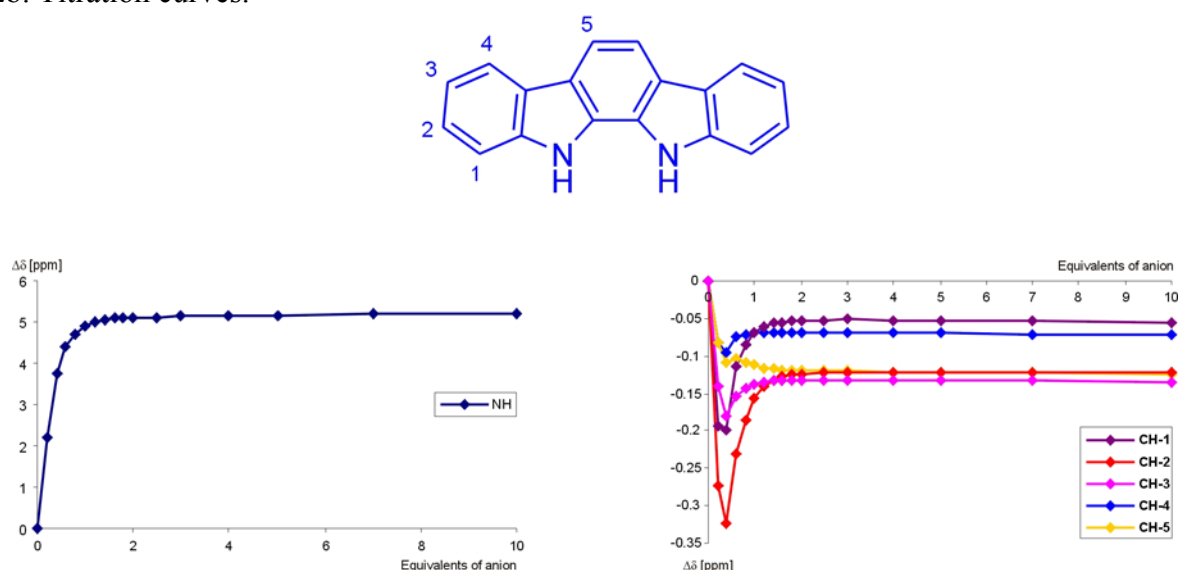 5
4
3
2
1
N
H
N
H
Δδ [ppm]
6
5
4
3
2
1
0
0 2 4 6 8 10
Equivalents of anion
NH
Equivalents of anion
0
0 1 2 3 4 5 6 7 8 9 10
-0.05
-0.1
-0.15
-0.2
-0.25
-0.3
-0.35
Δδ [ppm]
CH-1
CH-2
CH-3
CH-4
CH-5